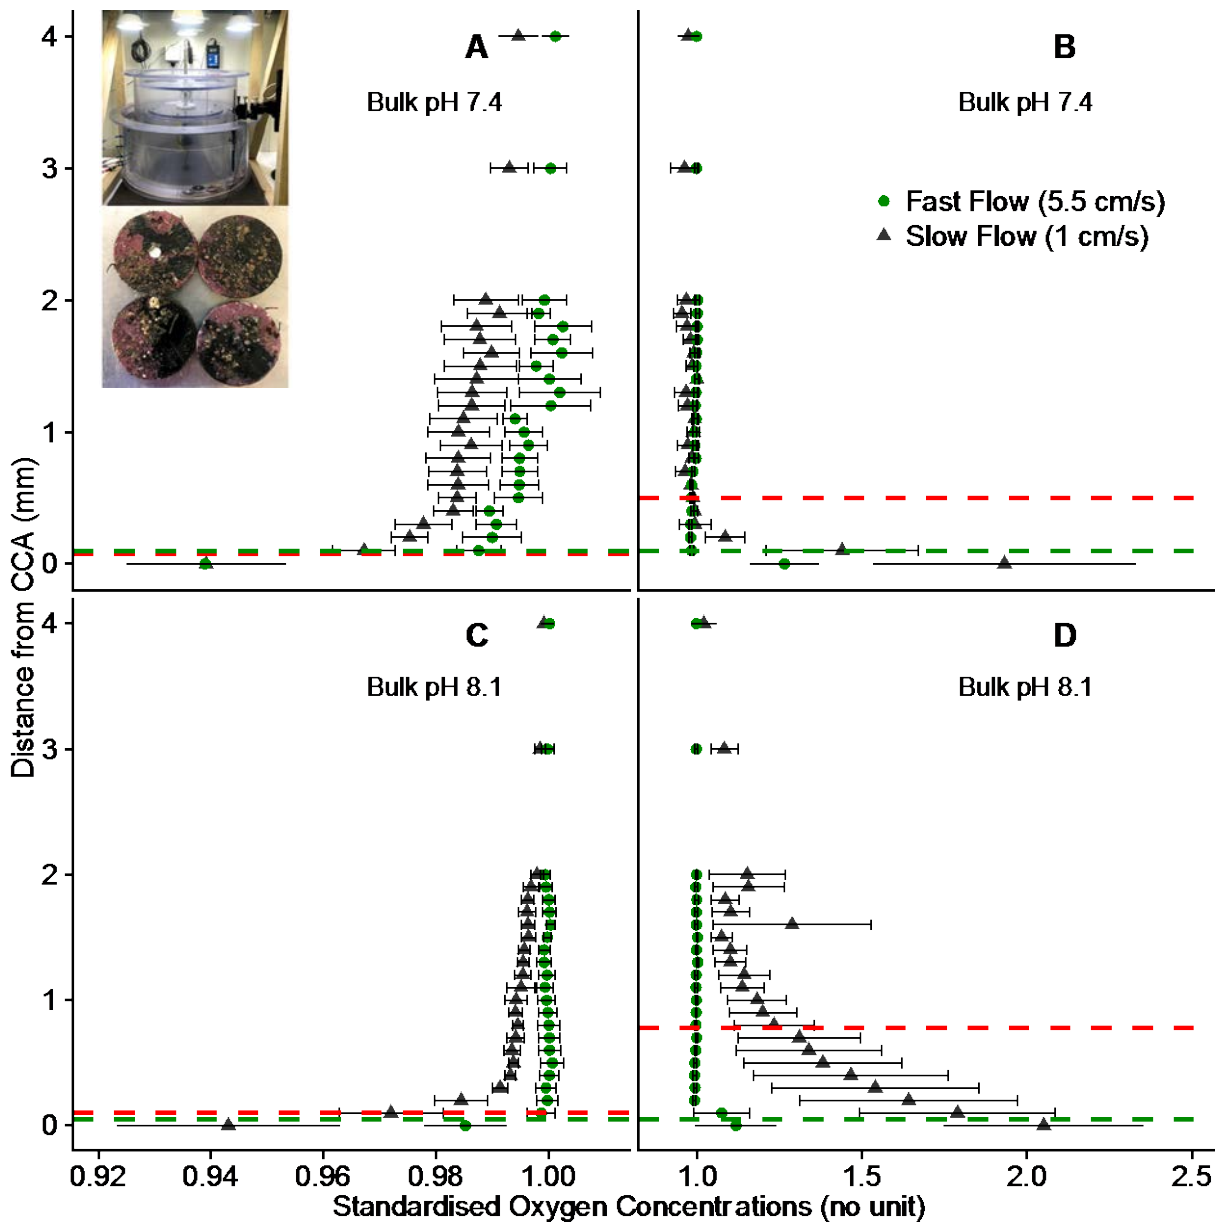 A
B
Bulk pH 7.4
Bulk pH 7.4
Fast Flow (5.5 cm/s)
Slow Flow (1 cm/s)
4
3
2
1
0
C
D
Bulk pH 8.1
Bulk pH 8.1
4
3
2
1
0
Distance from CCA (mm)
0.92 0.94 0.96 0.98 1.00 1.0 1.5 2.0 2.5
Standardised Oxygen Concentrations (no unit)